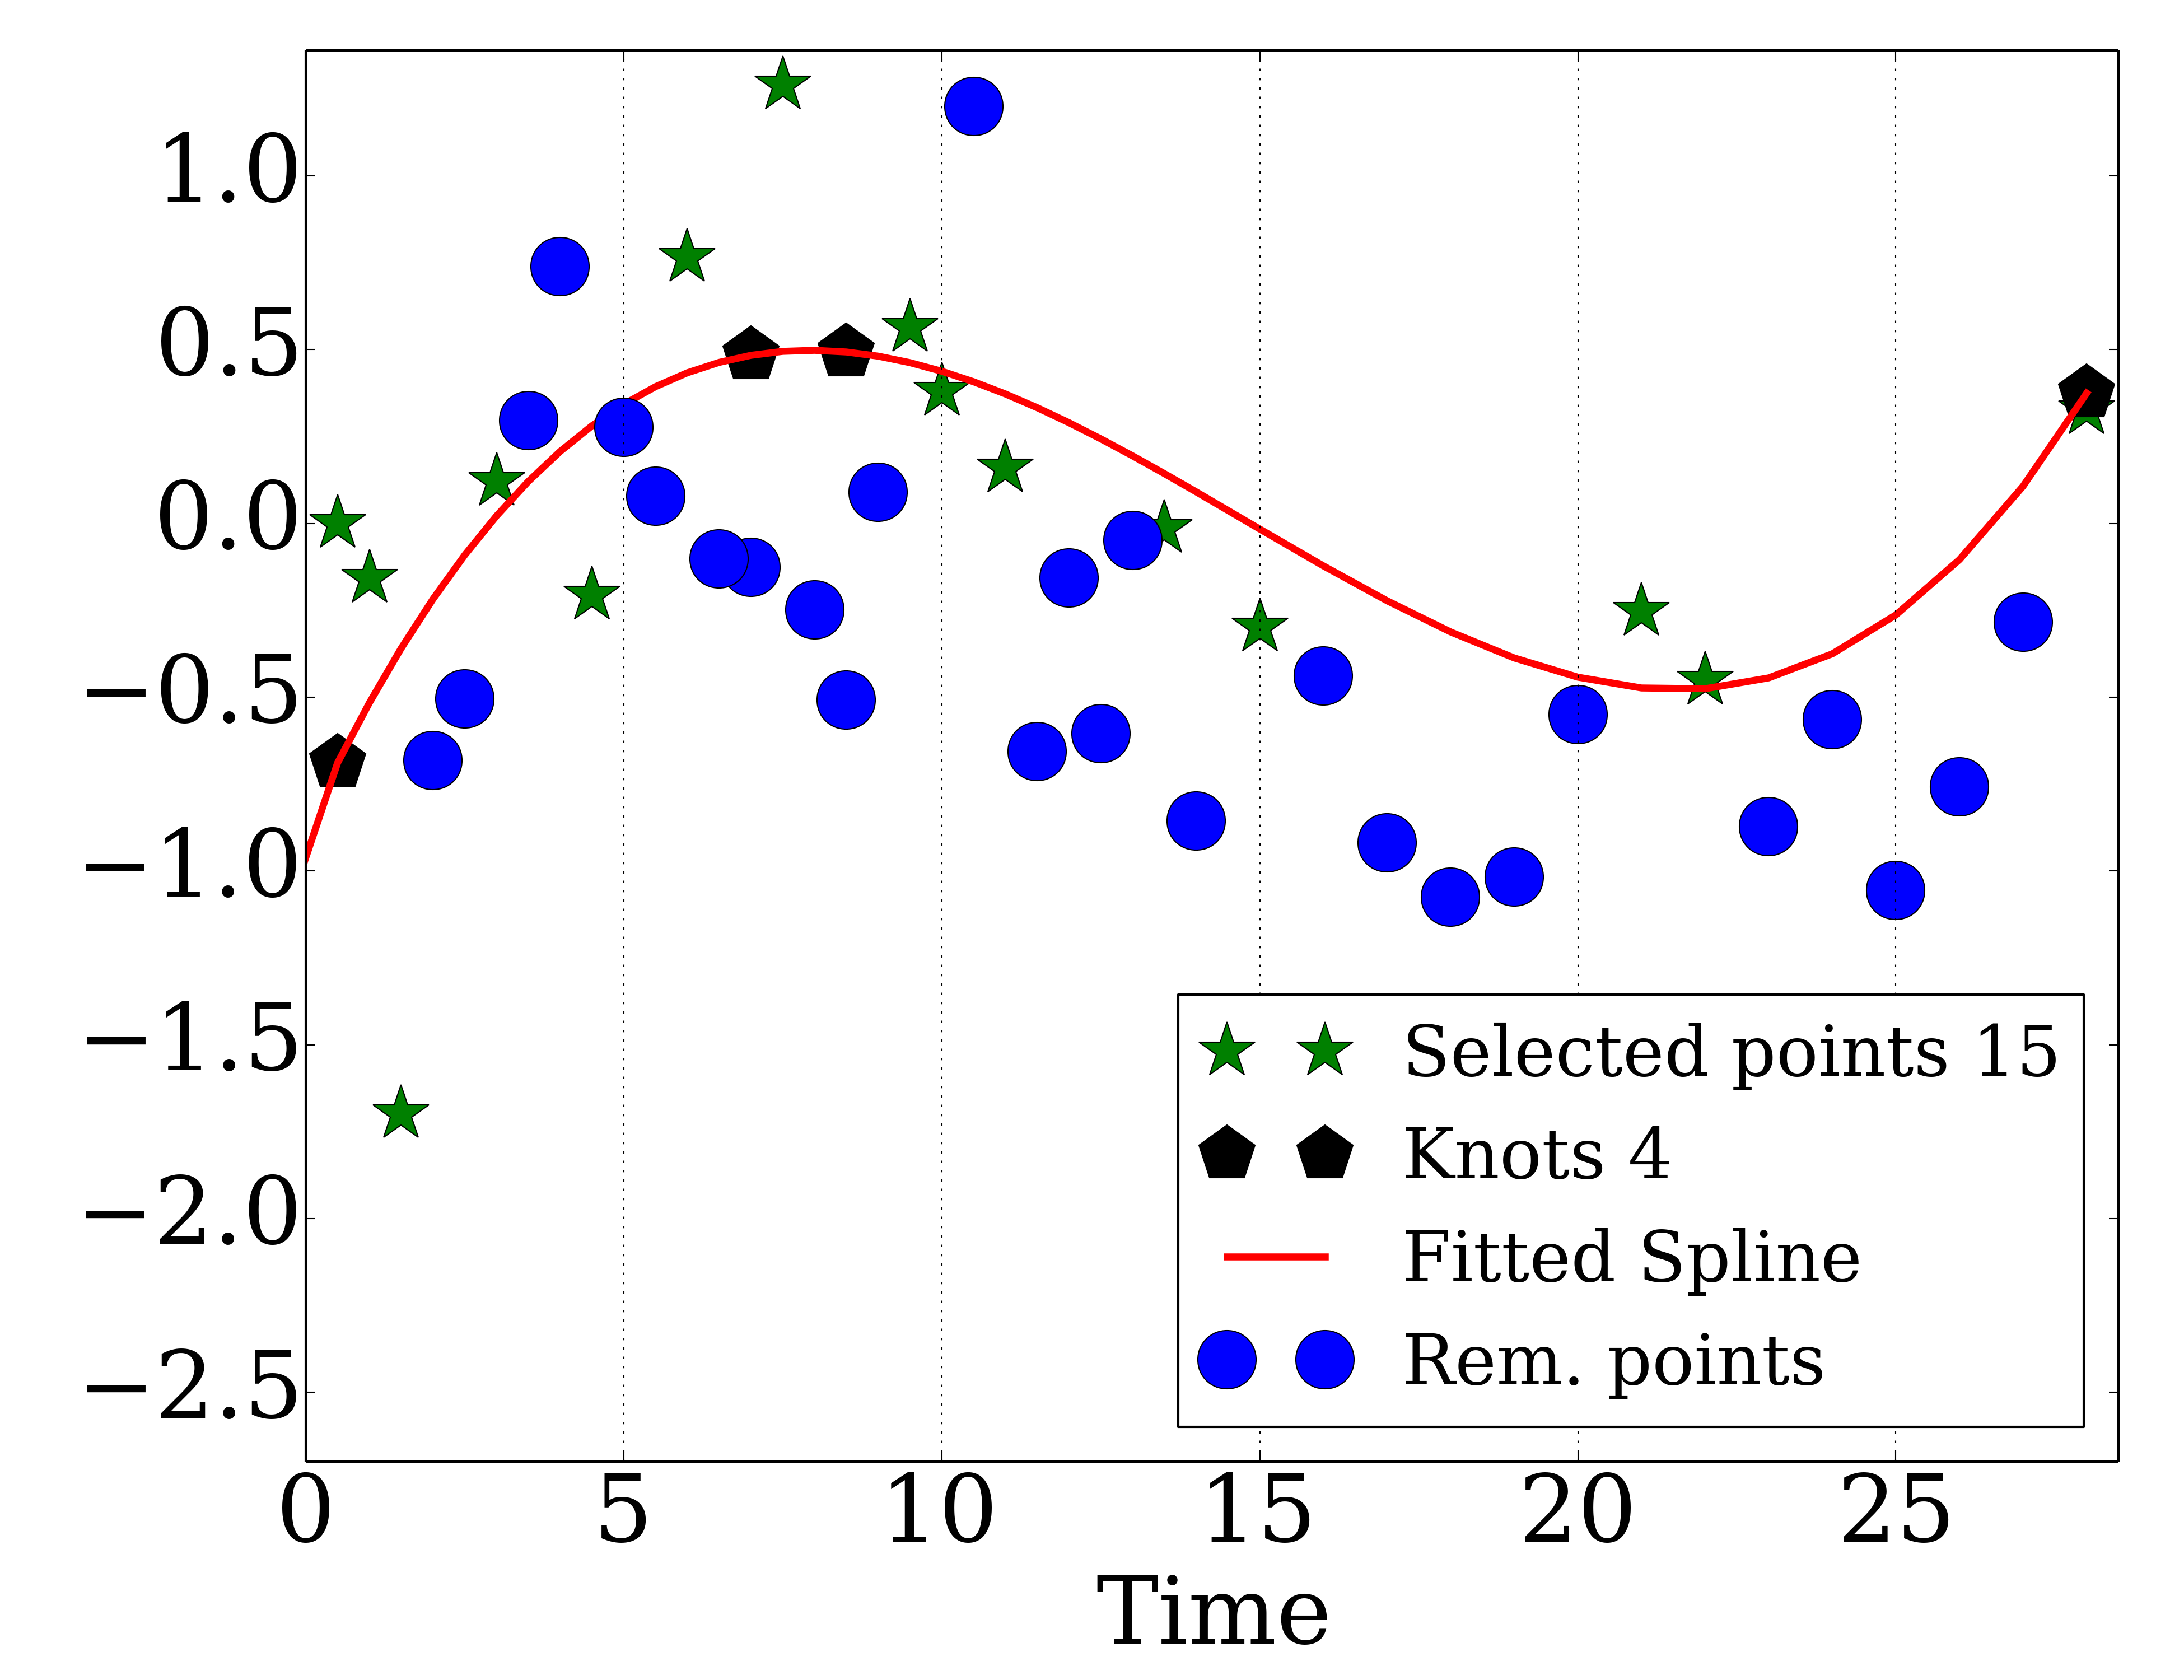 1.0
0.5
0.0
−0.5
−1.0
−1.5
−2.0
−2.5
0 5 10 15 20 25
Time
Selected points 15
Knots 4
Fitted Spline
Rem. points